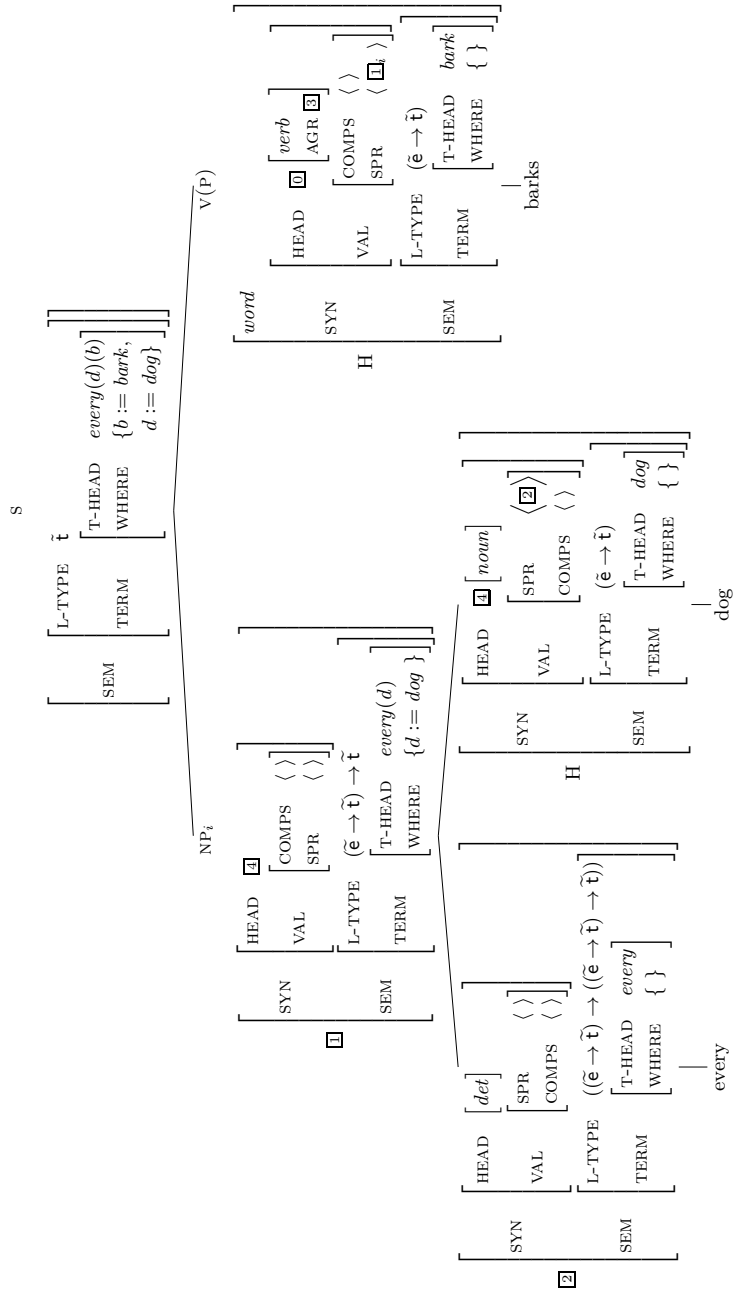 S
SEM
L-TYPE t̃
TERM
T-HEAD every(d)(b)
WHERE {b := bark,
d := dog}
NPᵢ
1
SYN
HEAD 4
VAL
COMPS ⟨ ⟩
SPR ⟨ ⟩
SEM
L-TYPE (ẽ → t̃) → t̃
TERM
T-HEAD every(d)
WHERE {d := dog }
V(P)
H
word
SYN
HEAD 0
verb
AGR 3
VAL
COMPS ⟨ ⟩
SPR ⟨ 1ᵢ ⟩
SEM
L-TYPE (ẽ → t̃)
TERM
T-HEAD bark
WHERE { }
barks
2
SYN
HEAD [det]
VAL
SPR ⟨ ⟩
COMPS ⟨ ⟩
SEM
L-TYPE ((ẽ → t̃) → ((ẽ → t̃) → t̃))
TERM
T-HEAD every
WHERE { }
every
H
SYN
HEAD 4 [noun]
VAL
SPR ⟨2⟩
COMPS ⟨ ⟩
SEM
L-TYPE (ẽ → t̃)
TERM
T-HEAD dog
WHERE { }
dog